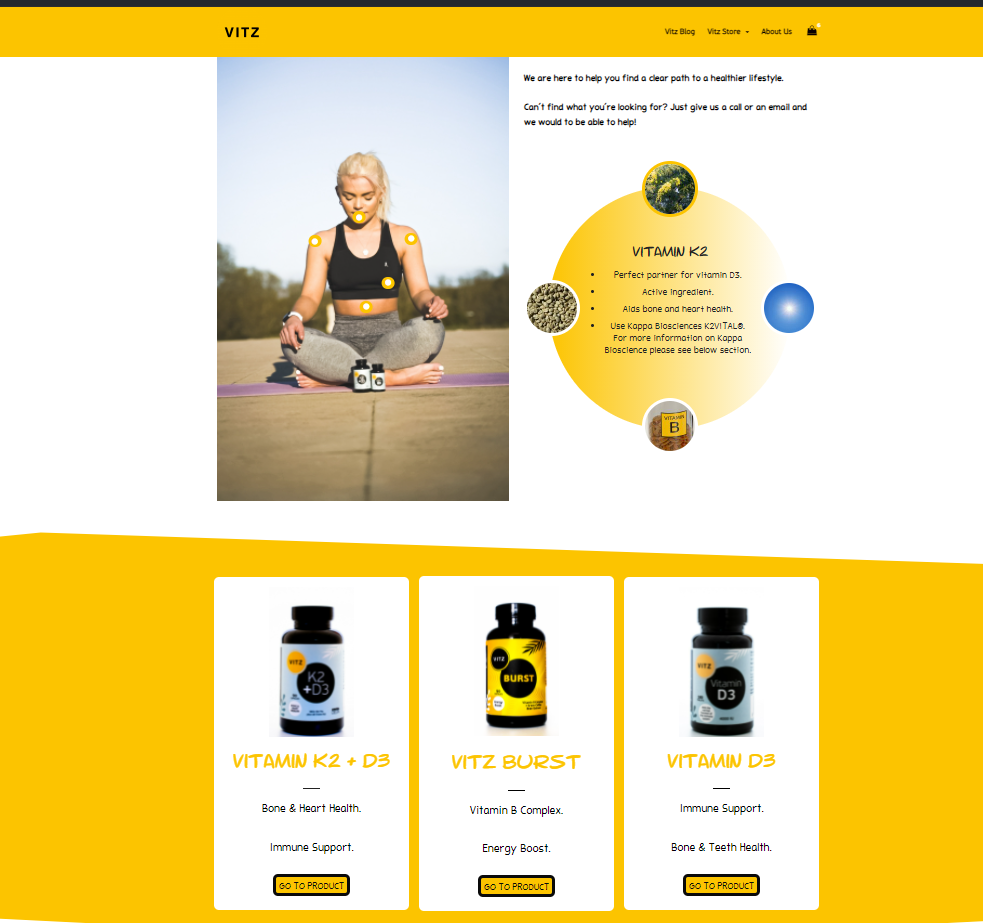 VITZ
Vitz Blog
Vitz Store
About Us
We are here to help you find a clear path to a healthier lifestyle.
Can't find what you're looking for? Just give us a call or an email and
we would to be able to help!
VITAMIN K2
• Perfect partner for vitamin D3.
• Active Ingredient.
• Aids bone and heart health.
• Use Kappa Biosciences K2VITAL®.
For more information on Kappa
Bioscience please see below section.
VITAMIN
B
VITZ
K2
+D3
VITZ
BURST
VITZ
Vitamin
D3
VITAMIN K2 + D3
Bone & Heart Health.
Immune Support.
GO TO PRODUCT
VITZ BURST
Vitamin B Complex.
Energy Boost.
GO TO PRODUCT
VITAMIN D3
Immune Support.
Bone & Teeth Health.
GO TO PRODUCT